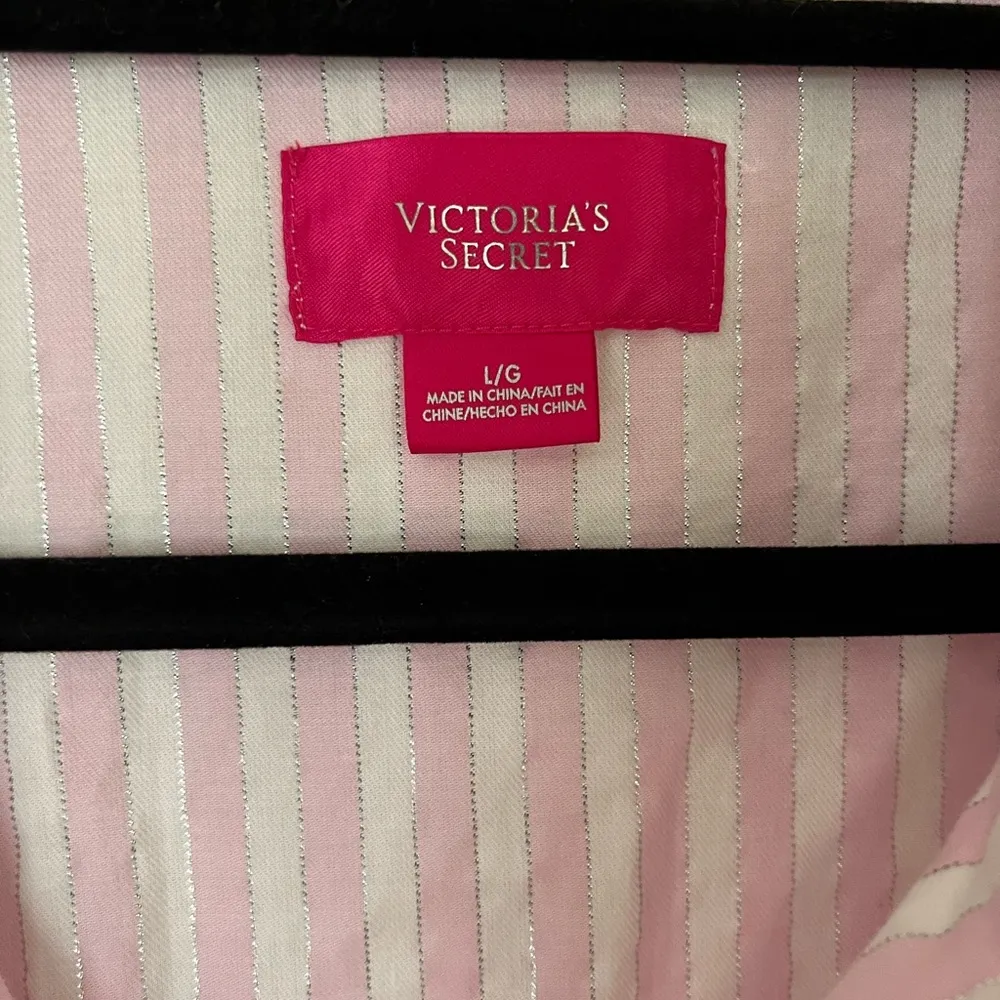 VICTORIA'S
SECRET
L/G
MADE IN CHINA/FAIT EN
CHINE/HECHO EN CHINA